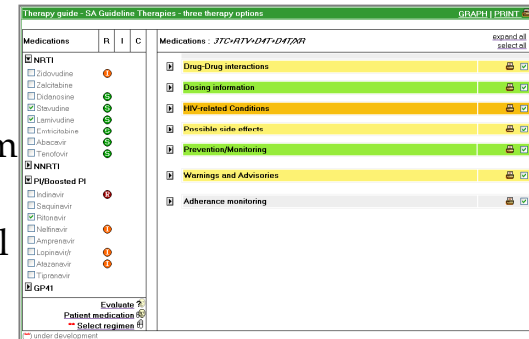 Therapy guide - SA Guideline Therapies - three therapy options GRAPH | PRINT
Medications R I C Medications : 3TC+RTV+D4T+D4T/XR expand all
select all
NRTI
Zidovudine I
Zalcitabine
Didanosine S
Stavudine S
Lamivudine S
Emtricitabine S
Abacavir S
Tenofovir S
NNRTI
PI/Boosted PI
Indinavir R
Saquinavir
Ritonavir
Nelfinavir I
Amprenavir
Lopinavir/r I
Atazanavir I
Tipranavir
GP41
Drug-Drug interactions
Dosing information
HIV-related Conditions
Possible side effects
Prevention/Monitoring
Warnings and Advisories
Adherance monitoring
Evaluate
Patient medication
** Select regimen
(**) under development
m
l